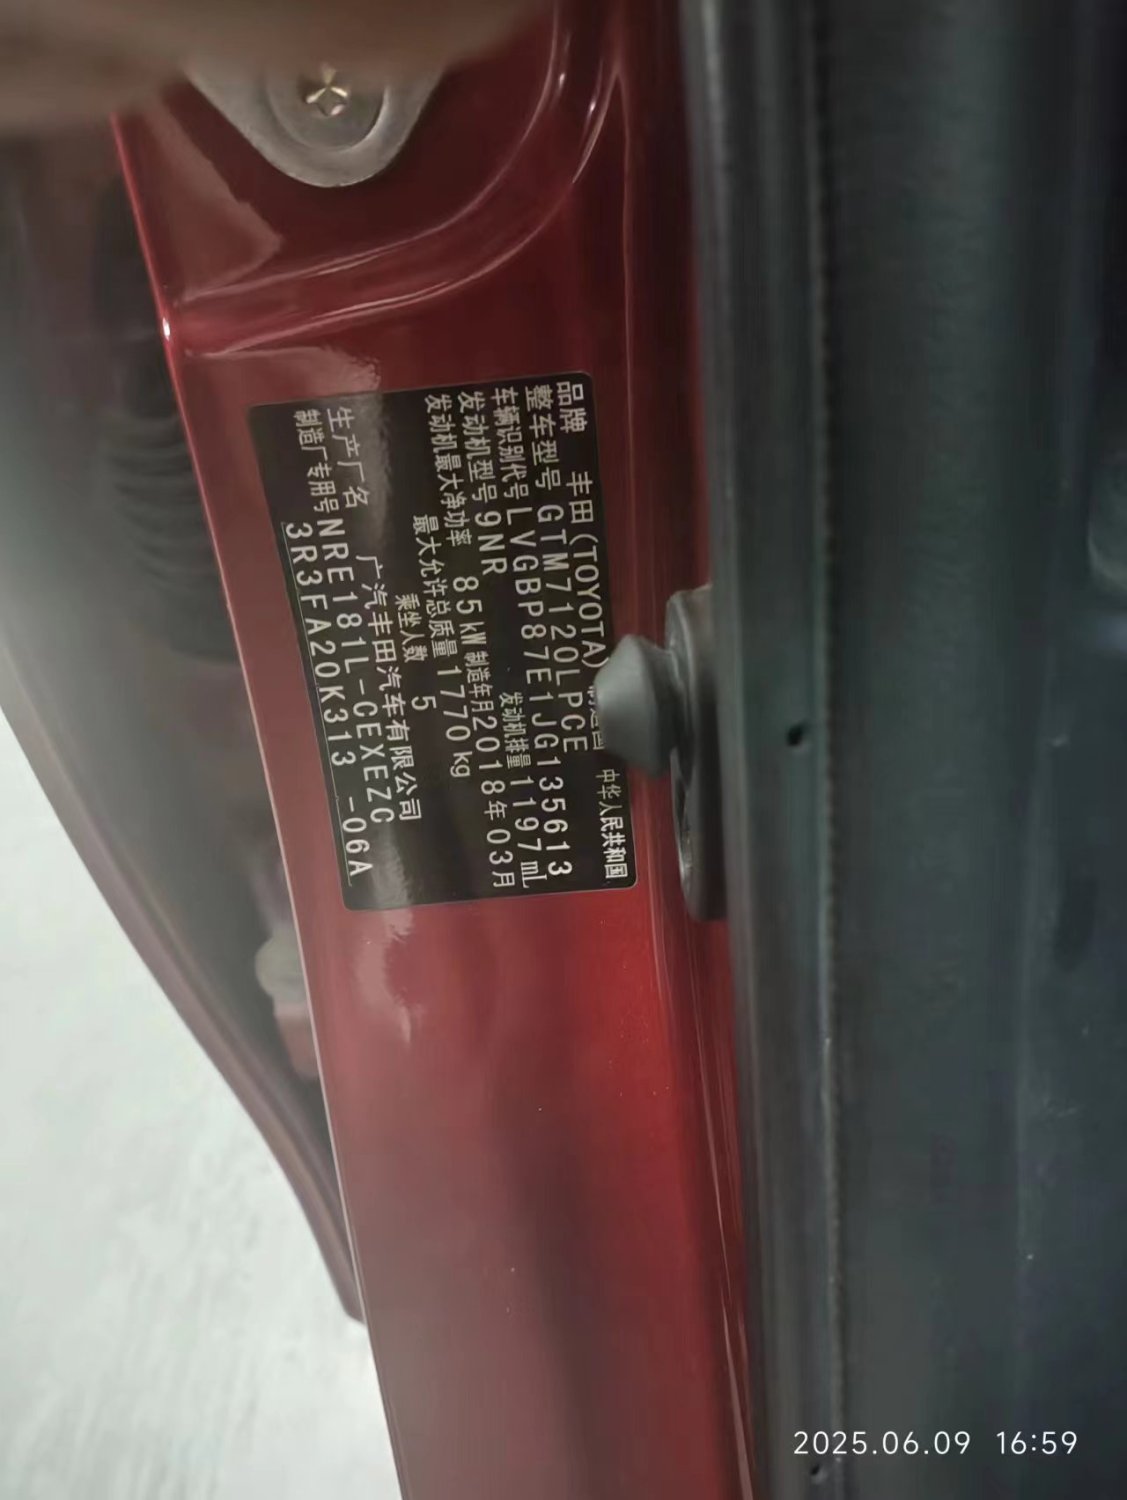 品牌 丰田(TOYOTA) 制造国 中华人民共和国
整车型号 GTM7120LPCE
车辆识别代号 LVGBP87E1JG135613
发动机型号 9NR 发动机排量 1197mL
发动机最大净功率 85kW 制造年月 2018年03月
最大允许总质量 1770kg
乘坐人数 5
生产厂名 广汽丰田汽车有限公司
制造厂专用号 NRE181L-CEXEZC
3R3FA20K313 -06A
2025.06.09 16:59